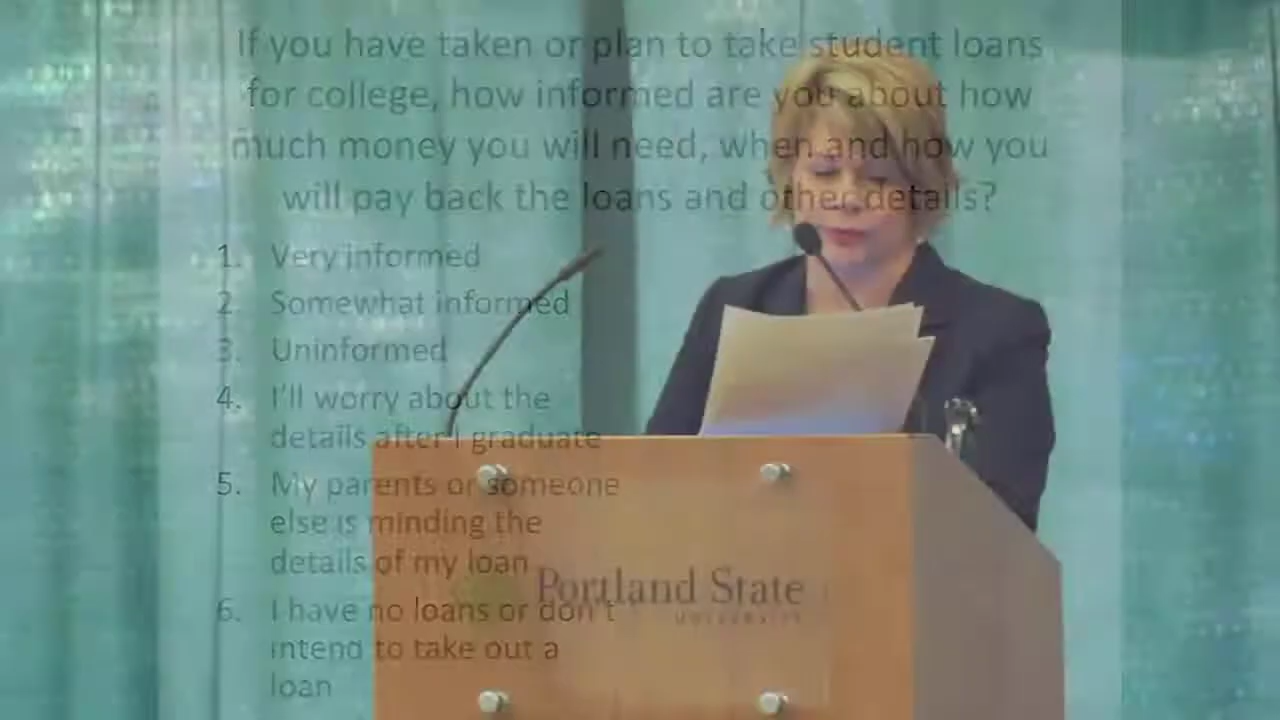 If you have taken or plan to take student loans
for college, how informed are you about how
much money you will need, when and how you
will pay back the loans and other details?
1. Very informed
2. Somewhat informed
3. Uninformed
4. I'll worry about the
details after I graduate
5. My parents or someone
else is minding the
details of my loan
6. I have no loans or don't
intend to take out a
loan
Portland State
UNIVERSITY